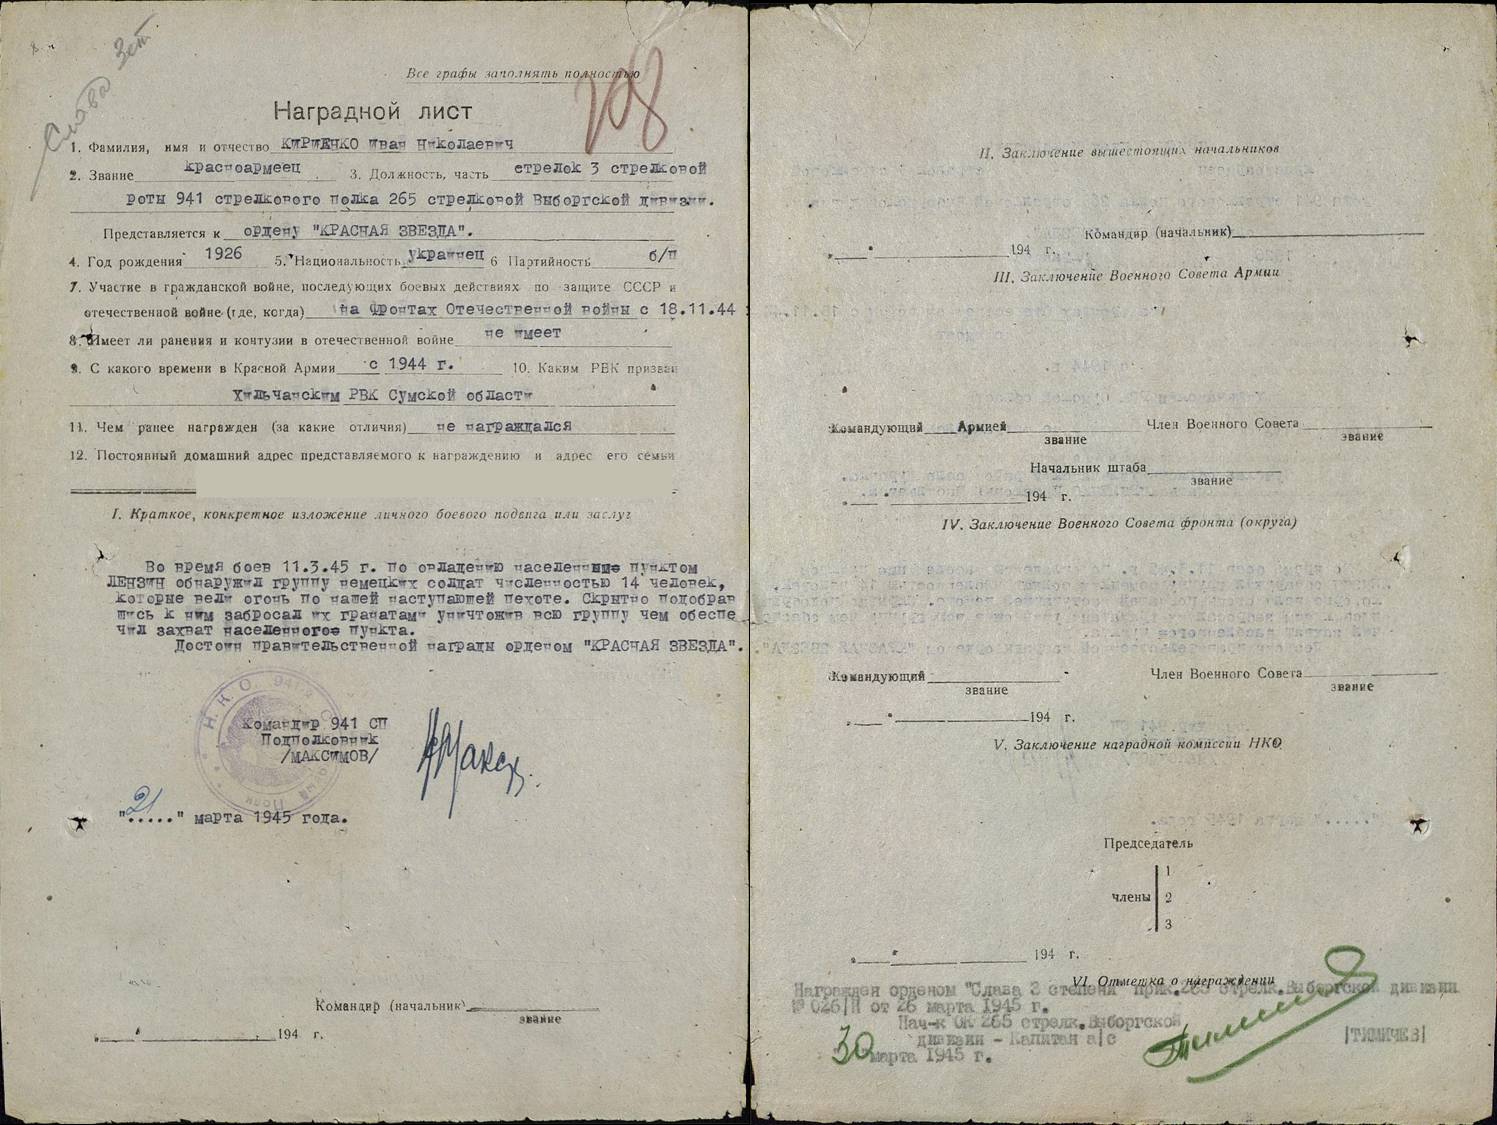 Слава 3 ст
208
Все графы заполнять полностью
Наградной лист
1. Фамилия, имя и отчество КИРИЕНКО Иван Николаевич
2. Звание красноармеец 3. Должность, часть стрелок 3 стрелковой
роты 941 стрелкового полка 265 стрелковой Выборгской дивизии.
Представляется к ордену "КРАСНАЯ ЗВЕЗДА".
4. Год рождения 1926 5. Национальность украинец 6 Партийность б/п
7. Участие в гражданской войне, последующих боевых действиях по защите СССР и
отечественной войне (где, когда) на Фронтах Отечественной войны с 18.11.44
8. Имеет ли ранения и контузии в отечественной войне не имеет
9. С какого времени в Красной Армии с 1944 г. 10. Каким РВК призван
Хильчанским РВК Сумской области
11. Чем ранее награжден (за какие отличия) не награждался
12. Постоянный домашний адрес представляемого к награждению и адрес его семьи
I. Краткое, конкретное изложение личного боевого подвига или заслуг
Во время боев 11.3.45 г. по овладению населенным пунктом
ЛЕНЗИН обнаружил группу немецких солдат численностью 14 человек,
которые вели огонь по нашей наступающей пехоте. Скрытно подобрав
шись к ним забросал их гранатами уничтожив всю группу чем обеспе
чил захват населенного пункта.
Достоин правительственной награды орденом "КРАСНАЯ ЗВЕЗДА".
Н.К.О. 941
Командир 941 СП
Подполковник
/МАКСИМОВ/
"21" марта 1945 года.
Командир (начальник)
звание
" " 194 г.
II. Заключение вышестоящих начальников
Командир (начальник)
" " 194 г.
III. Заключение Военного Совета Армии
Командующий Армией Член Военного Совета
звание звание
Начальник штаба
звание
" " 194 г.
IV. Заключение Военного Совета фронта (округа)
Командующий Член Военного Совета
звание звание
" " 194 г.
V. Заключение наградной комиссии НКО
Председатель
1
члены 2
3
" " 194 г.
VI. Отметка о награждении
Награжден орденом "Слава 3 степени" прик.265 стрелк.Выборгской дивизии
№ 026/Н от 26 марта 1945 г.
Нач-к ОК 265 стрелк.Выборгской
дивизии - Капитан а/с
/ТИМИЧЕВ/
30 марта 1945 г.